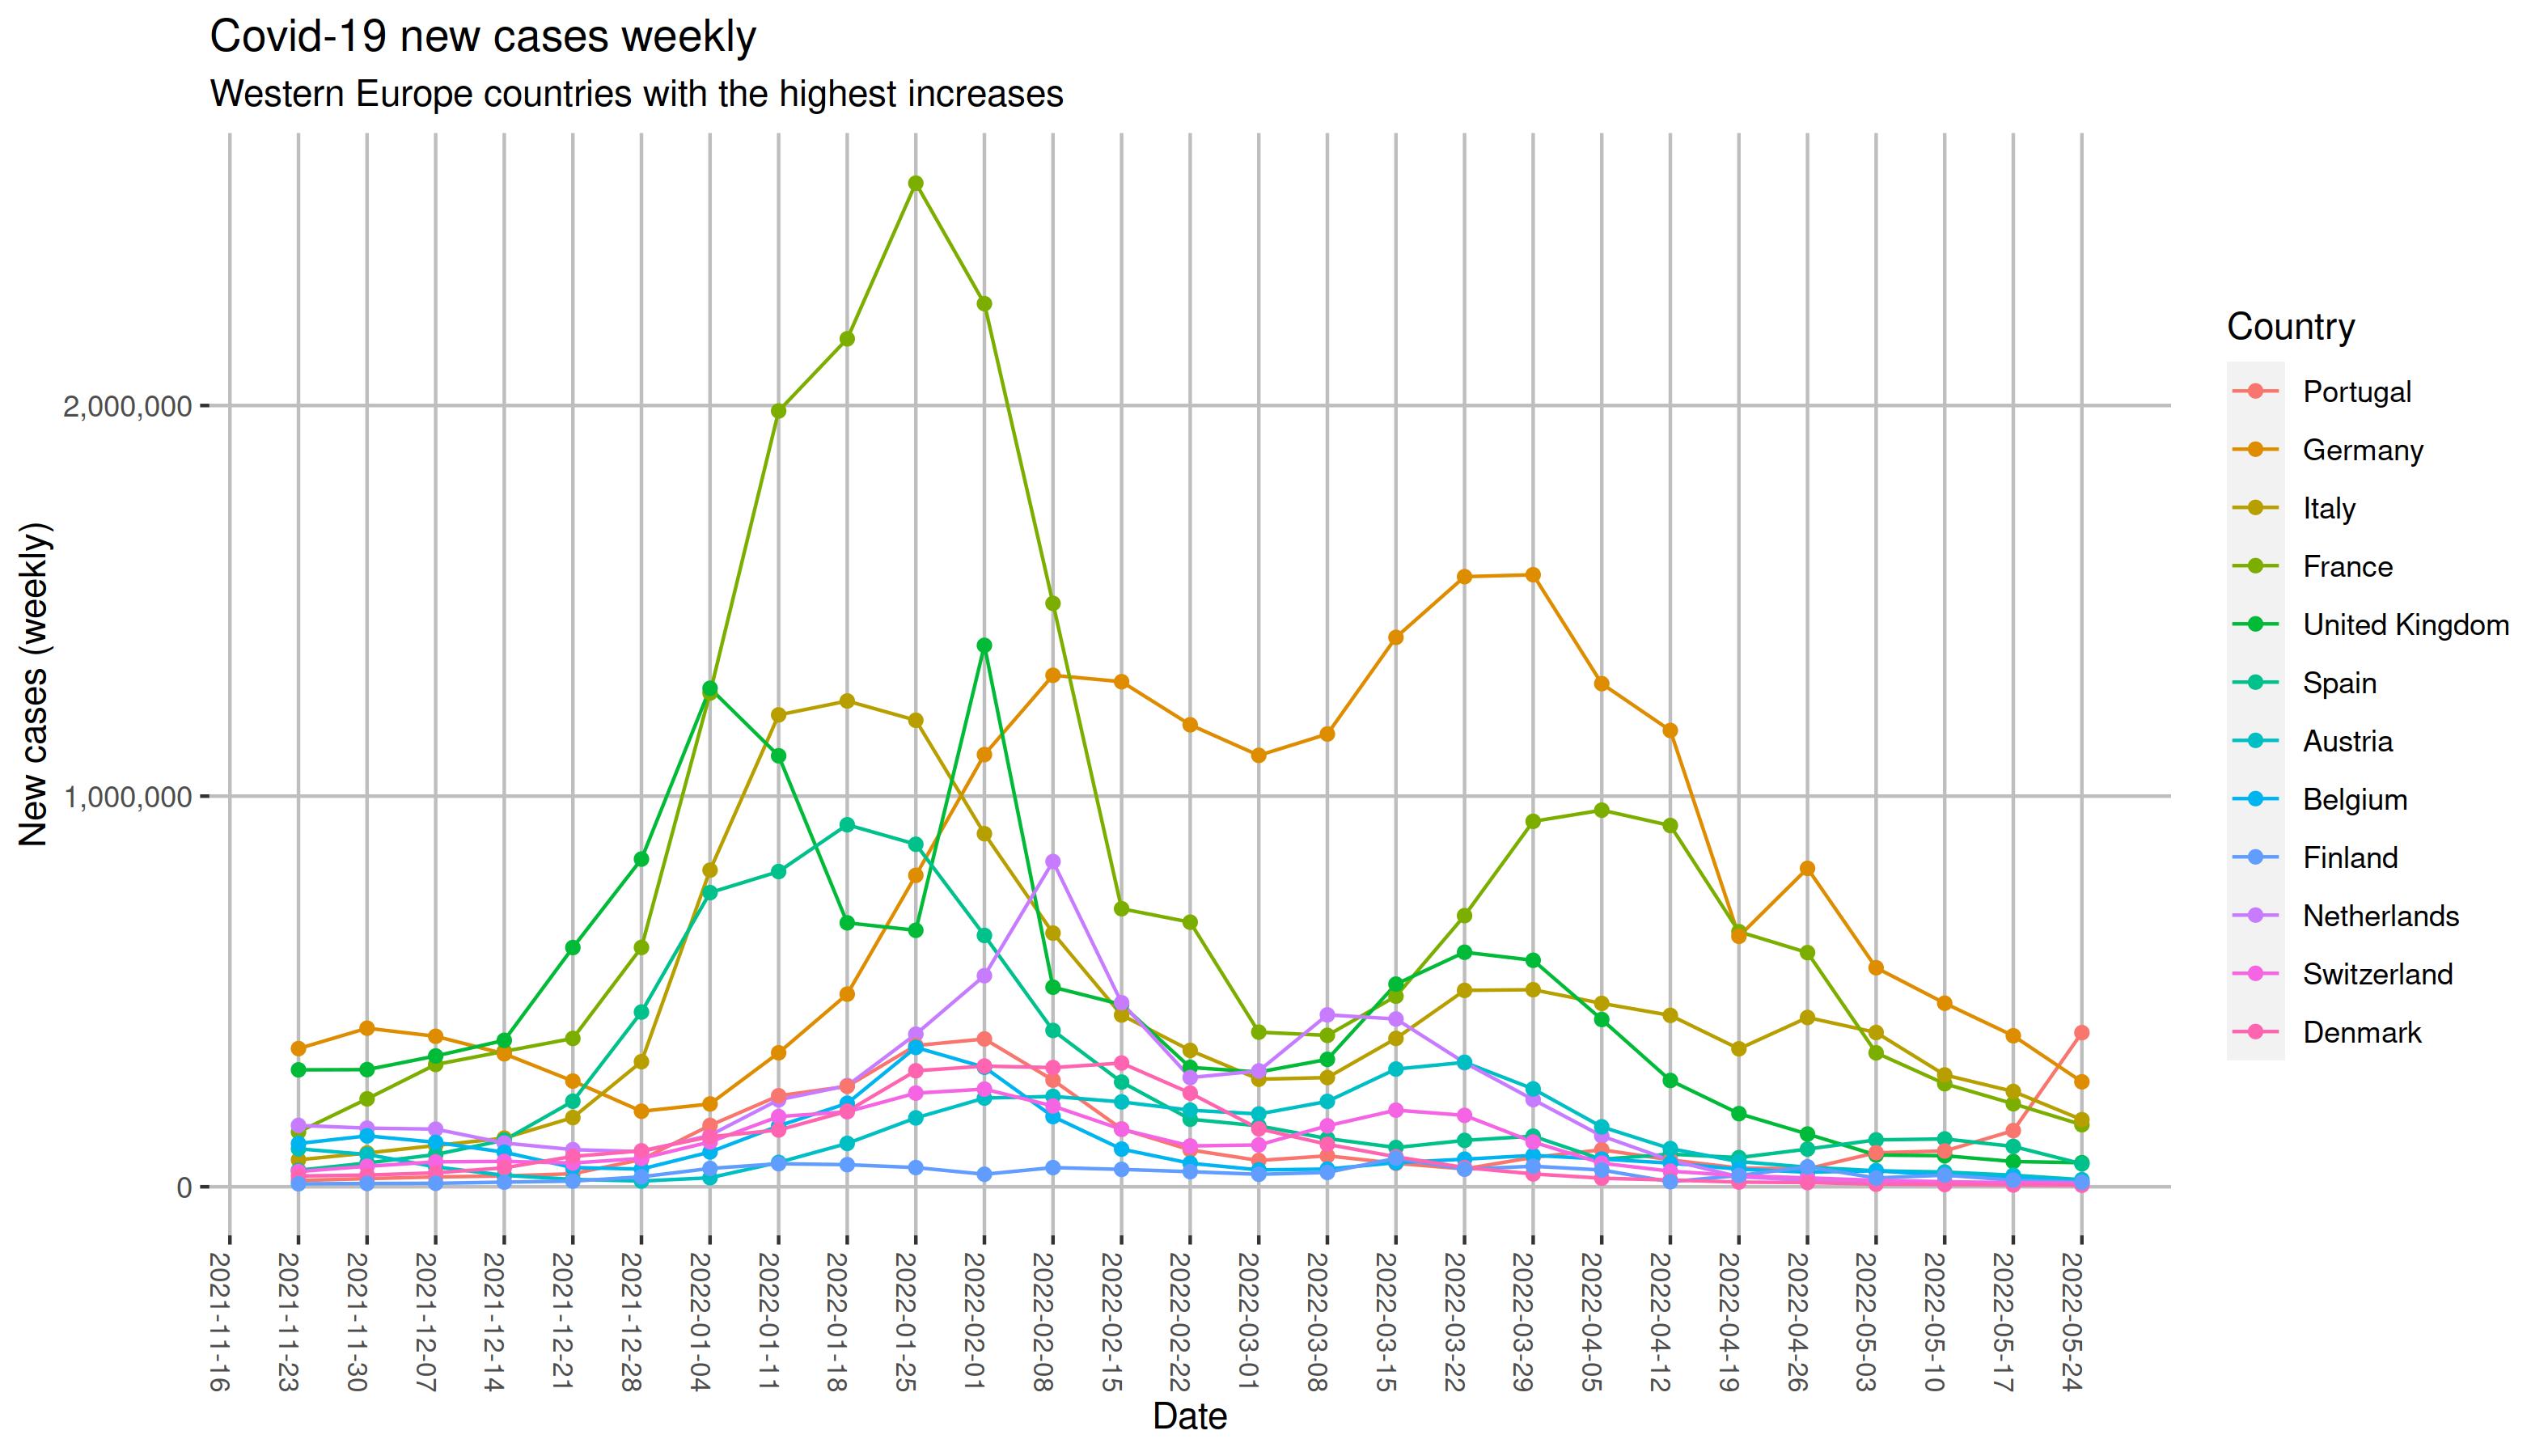 Covid-19 new cases weekly
Western Europe countries with the highest increases
New cases (weekly)
2,000,000
1,000,000
0
2021-11-16
2021-11-23
2021-11-30
2021-12-07
2021-12-14
2021-12-21
2021-12-28
2022-01-04
2022-01-11
2022-01-18
2022-01-25
2022-02-01
2022-02-08
2022-02-15
2022-02-22
2022-03-01
2022-03-08
2022-03-15
2022-03-22
2022-03-29
2022-04-05
2022-04-12
2022-04-19
2022-04-26
2022-05-03
2022-05-10
2022-05-17
2022-05-24
Date
Country
Portugal
Germany
Italy
France
United Kingdom
Spain
Austria
Belgium
Finland
Netherlands
Switzerland
Denmark